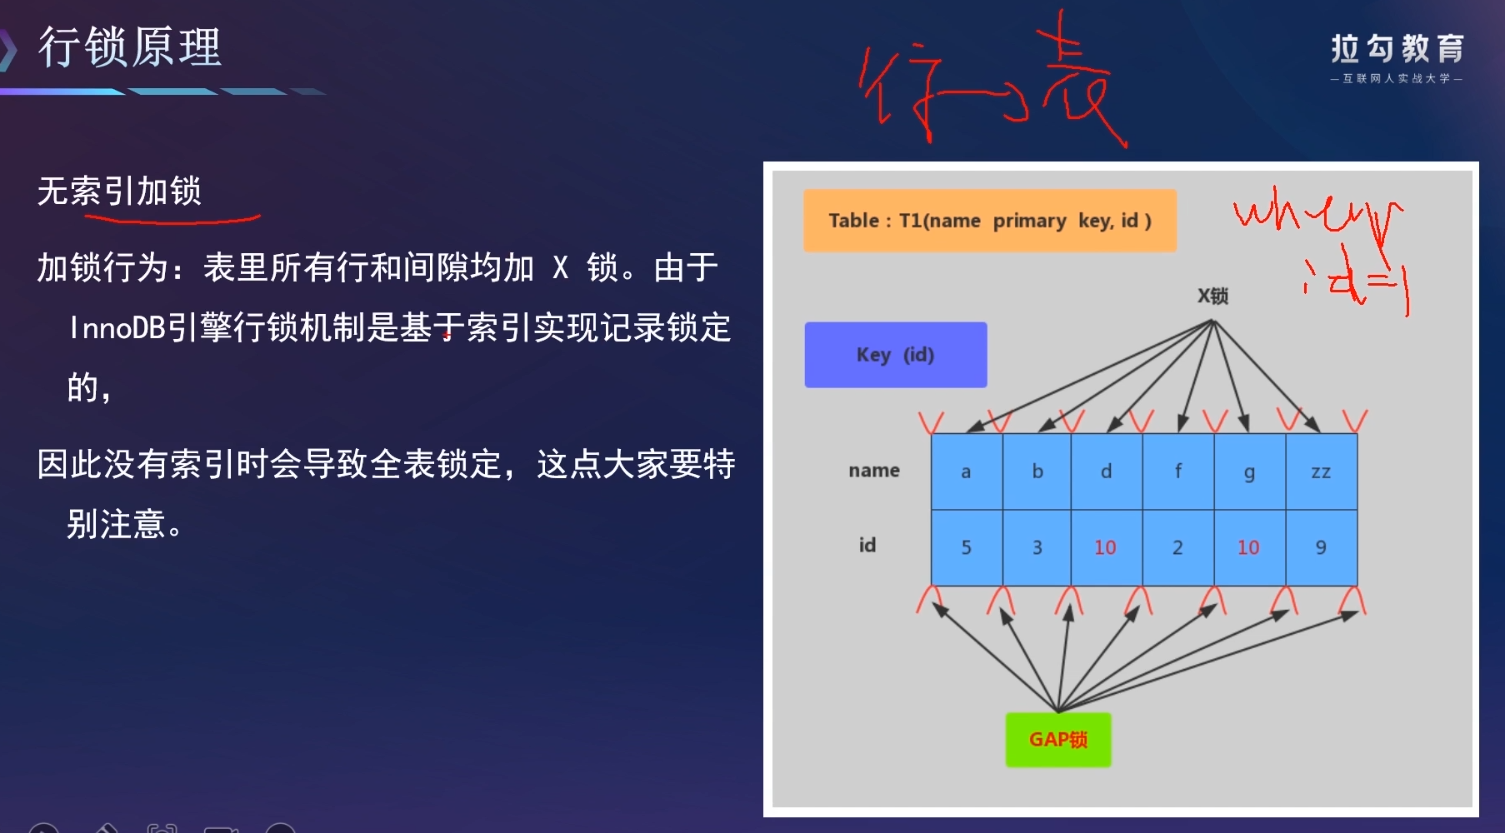 行锁原理
行→表
拉勾教育
—互联网人实战大学—
无索引加锁
加锁行为：表里所有行和间隙均加 X 锁。由于
InnoDB引擎行锁机制是基于索引实现记录锁定
的，
因此没有索引时会导致全表锁定，这点大家要特
别注意。
Table：T1(name primary key, id )
id=1
X锁
Key (id)
name a b d f g zz
id 5 3 10 2 10 9
GAP锁